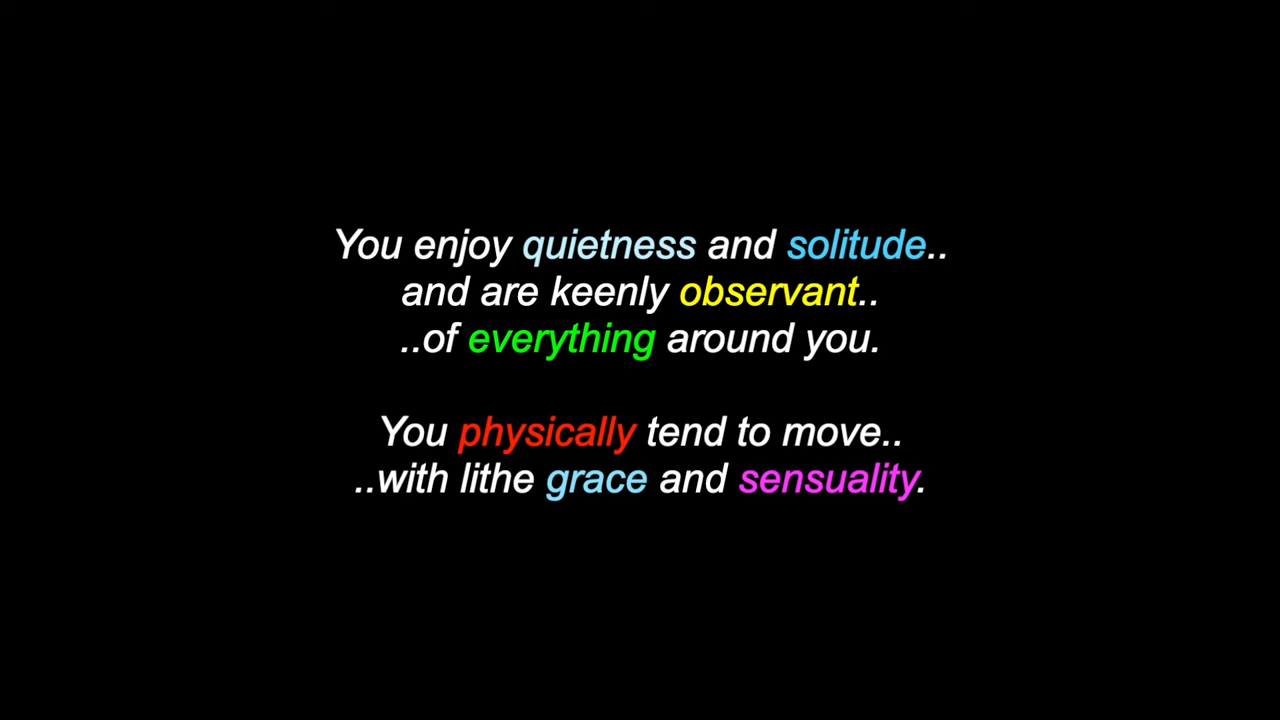 You enjoy quietness and solitude..
and are keenly observant..
..of everything around you.
You physically tend to move..
..with lithe grace and sensuality.